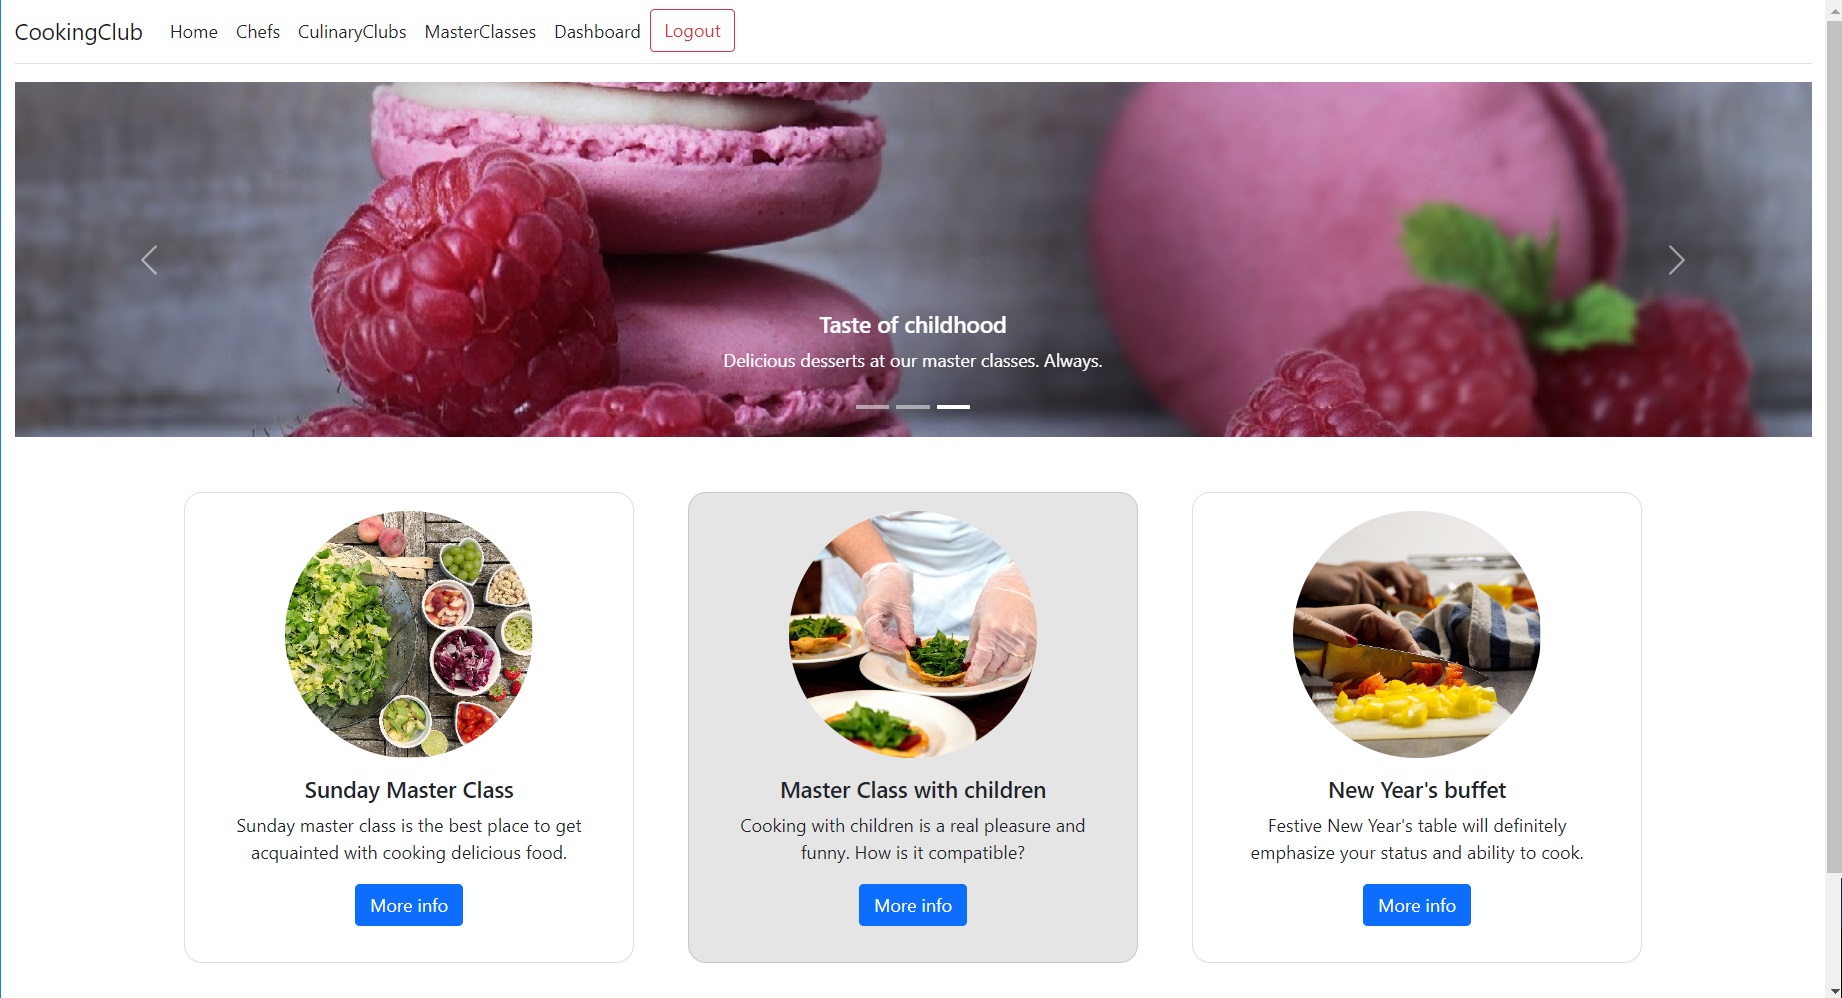 CookingClub Home Chefs CulinaryClubs MasterClasses Dashboard Logout
Taste of childhood
Delicious desserts at our master classes. Always.
Sunday Master Class
Sunday master class is the best place to get
acquainted with cooking delicious food.
More info
Master Class with children
Cooking with children is a real pleasure and
funny. How is it compatible?
More info
New Year's buffet
Festive New Year's table will definitely
emphasize your status and ability to cook.
More info